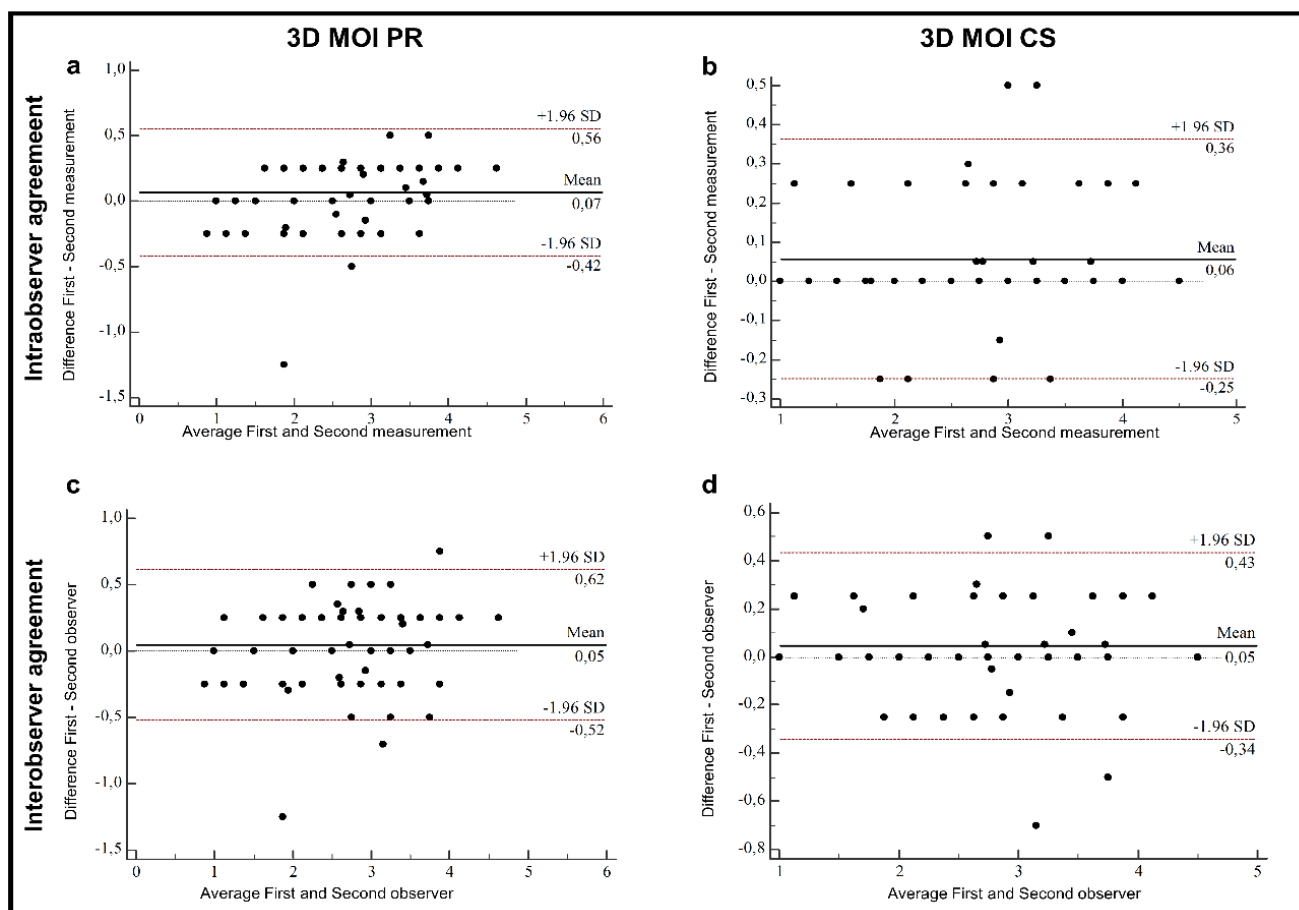 3D MOI PR
3D MOI CS
Intraobserver agreement
a
Difference First - Second measurement
1,0
0,5
0,0
-0,5
-1,0
-1,5
+1.96 SD
0,56
Mean
0,07
-1.96 SD
-0,42
0
1
2
3
4
5
6
Average First and Second measurement
b
Difference First - Second measurement
0,5
0,4
0,3
0,2
0,1
0,0
-0,1
-0,2
-0,3
+1.96 SD
0,36
Mean
0,06
-1.96 SD
-0,25
1
2
3
4
5
Average First and Second measurement
Interobserver agreement
c
Difference First - Second observer
1,0
0,5
0,0
-0,5
-1,0
-1,5
+1.96 SD
0,62
Mean
0,05
-1.96 SD
-0,52
0
1
2
3
4
5
6
Average First and Second observer
d
Difference First - Second observer
0,6
0,4
0,2
0,0
-0,2
-0,4
-0,6
-0,8
+1.96 SD
0,43
Mean
0,05
-1.96 SD
-0,34
1
2
3
4
5
Average First and Second observer